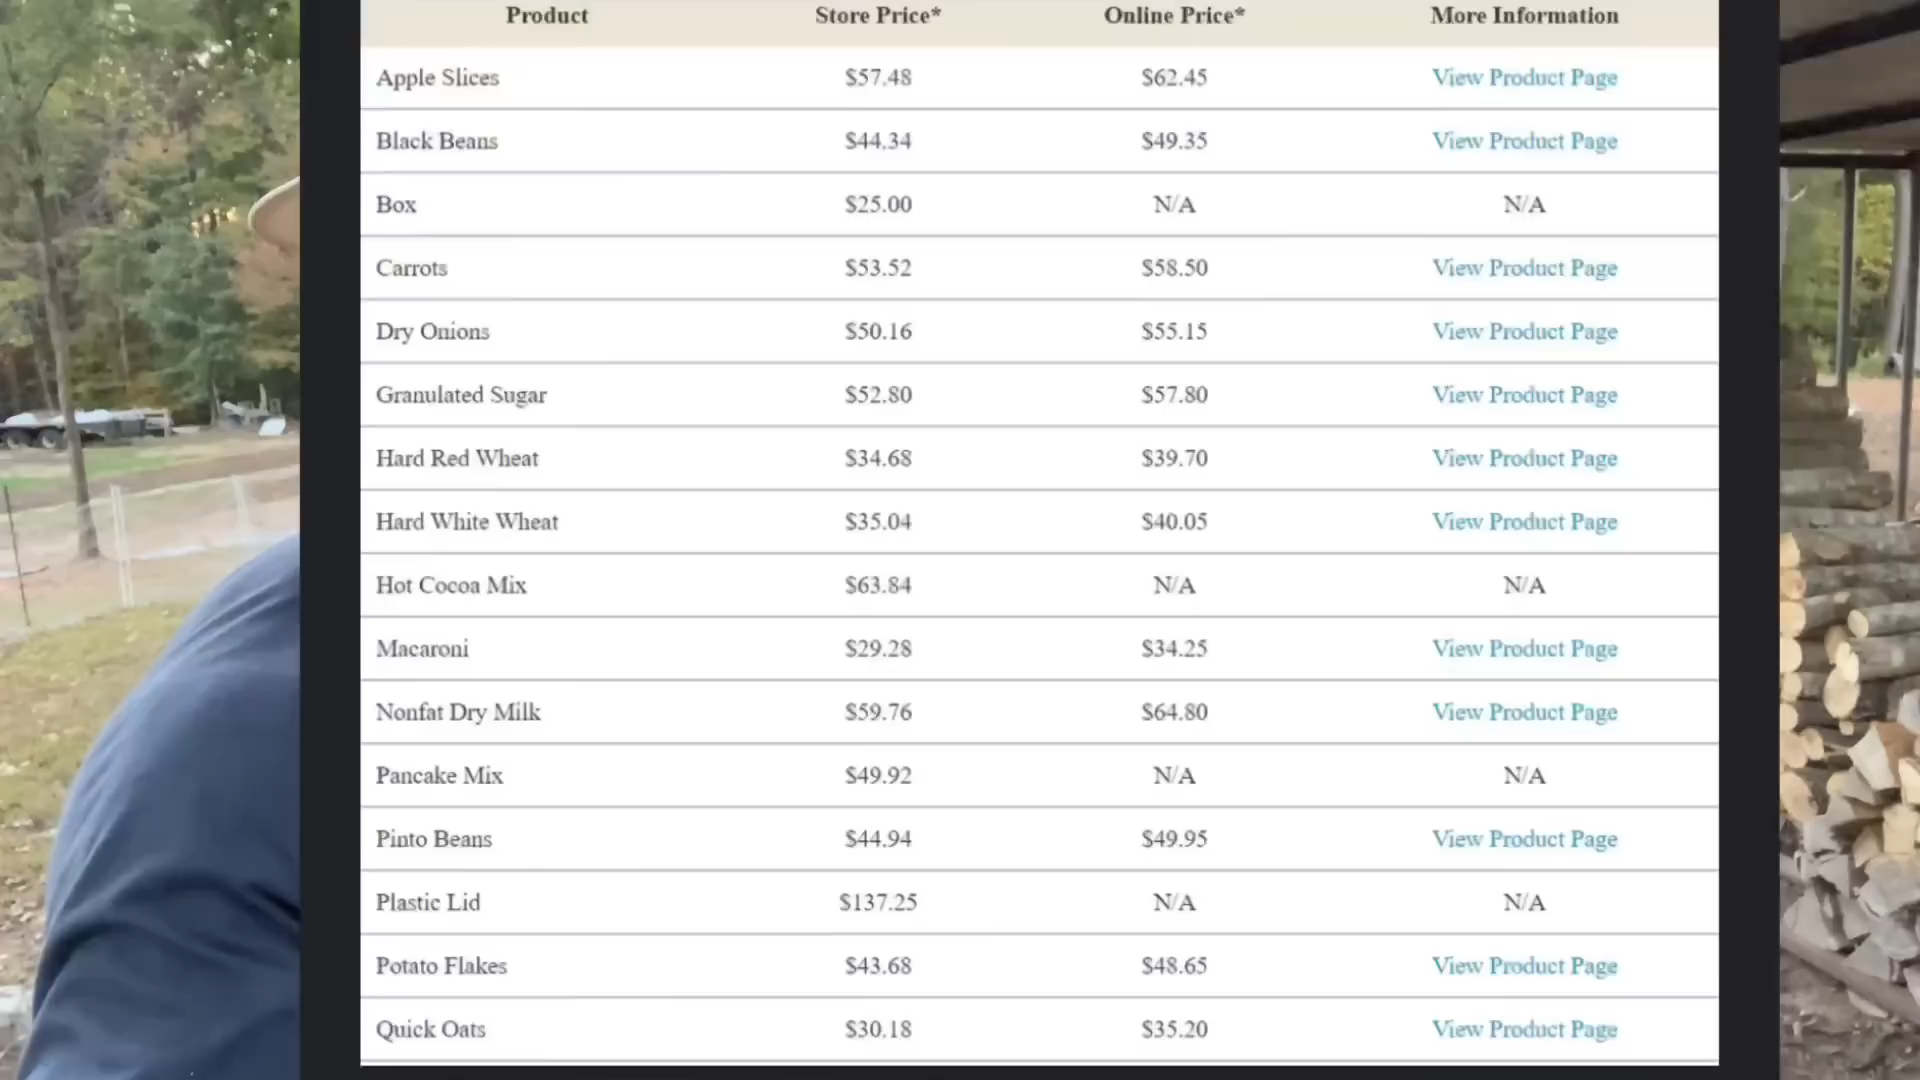 Product Store Price* Online Price* More Information
Apple Slices $57.48 $62.45 View Product Page
Black Beans $44.34 $49.35 View Product Page
Box $25.00 N/A N/A
Carrots $53.52 $58.50 View Product Page
Dry Onions $50.16 $55.15 View Product Page
Granulated Sugar $52.80 $57.80 View Product Page
Hard Red Wheat $34.68 $39.70 View Product Page
Hard White Wheat $35.04 $40.05 View Product Page
Hot Cocoa Mix $63.84 N/A N/A
Macaroni $29.28 $34.25 View Product Page
Nonfat Dry Milk $59.76 $64.80 View Product Page
Pancake Mix $49.92 N/A N/A
Pinto Beans $44.94 $49.95 View Product Page
Plastic Lid $137.25 N/A N/A
Potato Flakes $43.68 $48.65 View Product Page
Quick Oats $30.18 $35.20 View Product Page